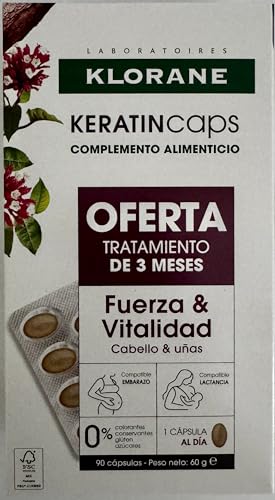 LABORATOIRES
KLORANE
KERATINcaps
COMPLEMENTO ALIMENTICIO
OFERTA
TRATAMIENTO
DE 3 MESES
Fuerza &
Vitalidad
Cabello & uñas
Compatible
EMBARAZO
Compatible
LACTANCIA
0% colorantes
conservantes
gluten
azúcares
1 CÁPSULA
AL DÍA
90 cápsulas - Peso neto: 60 g e
FSC